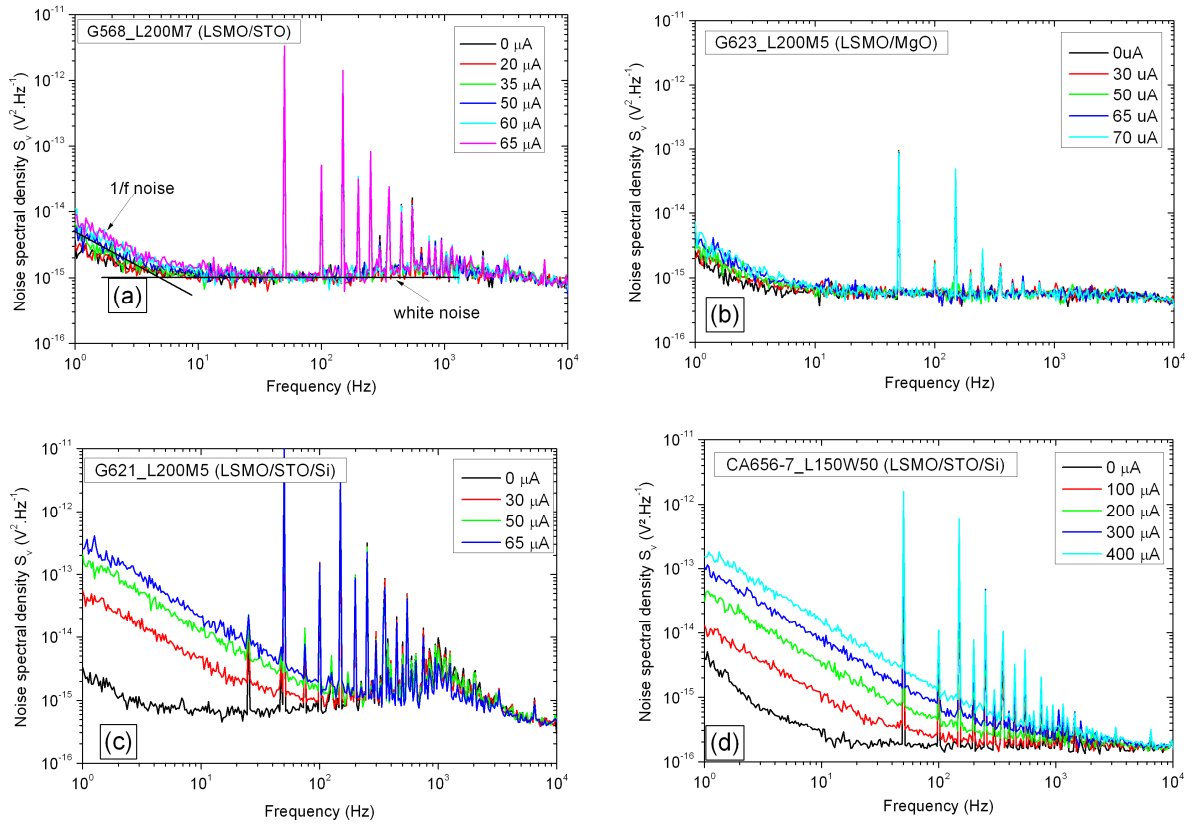 G568_L200M7 (LSMO/STO)
0 μA
20 μA
35 μA
50 μA
60 μA
65 μA
10⁻¹¹
10⁻¹²
10⁻¹³
10⁻¹⁴
10⁻¹⁵
10⁻¹⁶
Noise spectral density Sᵥ (V².Hz⁻¹)
1/f noise
white noise
(a)
10⁰ 10¹ 10² 10³ 10⁴
Frequency (Hz)
G623_L200M5 (LSMO/MgO)
0uA
30 uA
50 uA
65 uA
70 uA
10⁻¹¹
10⁻¹²
10⁻¹³
10⁻¹⁴
10⁻¹⁵
10⁻¹⁶
Noise spectral density Sᵥ (V².Hz⁻¹)
(b)
10⁰ 10¹ 10² 10³ 10⁴
Frequency (Hz)
G621_L200M5 (LSMO/STO/Si)
0 μA
30 μA
50 μA
65 μA
10⁻¹¹
10⁻¹²
10⁻¹³
10⁻¹⁴
10⁻¹⁵
10⁻¹⁶
Noise spectral density Sᵥ (V².Hz⁻¹)
(c)
10⁰ 10¹ 10² 10³ 10⁴
Frequency (Hz)
CA656-7_L150W50 (LSMO/STO/Si)
0 μA
100 μA
200 μA
300 μA
400 μA
10⁻¹¹
10⁻¹²
10⁻¹³
10⁻¹⁴
10⁻¹⁵
10⁻¹⁶
Noise spectral density Sᵥ (V².Hz⁻¹)
(d)
10⁰ 10¹ 10² 10³ 10⁴
Frequency (Hz)